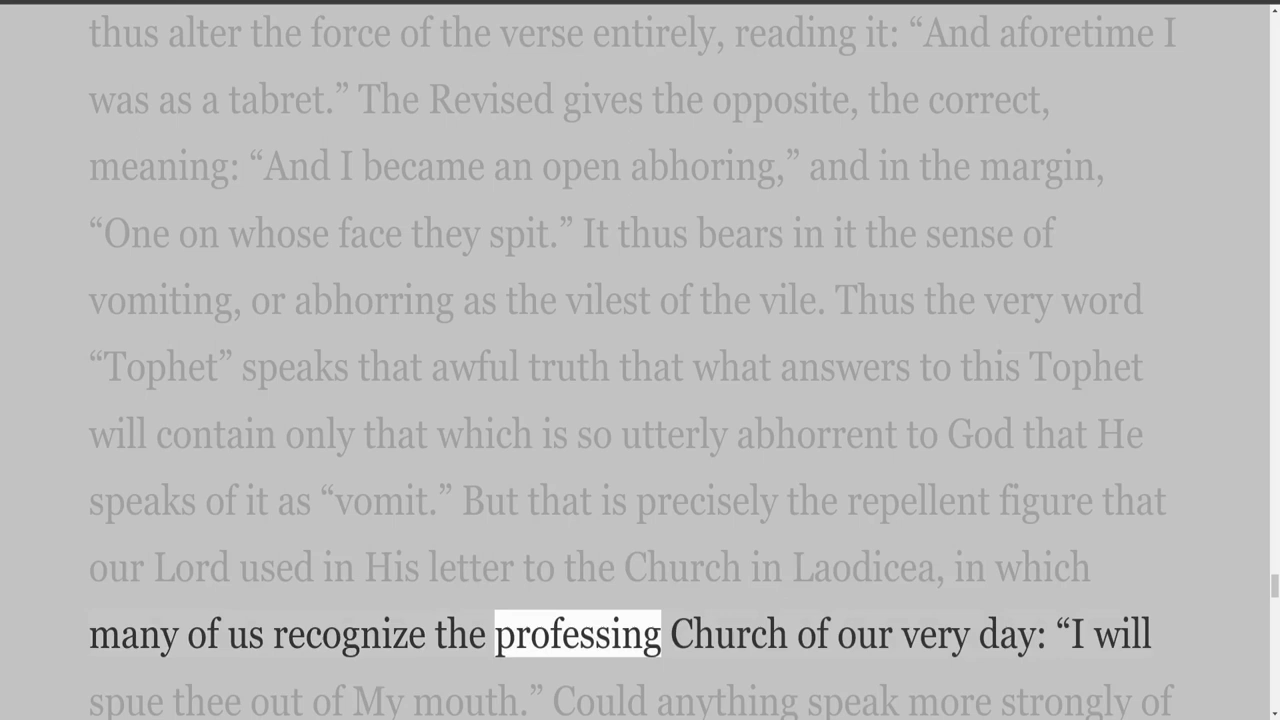 thus alter the force of the verse entirely, reading it: “And aforetime I
was as a tabret.” The Revised gives the opposite, the correct,
meaning: “And I became an open abhoring,” and in the margin,
“One on whose face they spit.” It thus bears in it the sense of
vomiting, or abhorring as the vilest of the vile. Thus the very word
“Tophet” speaks that awful truth that what answers to this Tophet
will contain only that which is so utterly abhorrent to God that He
speaks of it as “vomit.” But that is precisely the repellent figure that
our Lord used in His letter to the Church in Laodicea, in which
many of us recognize the professing Church of our very day: “I will
spue thee out of My mouth.” Could anything speak more strongly of